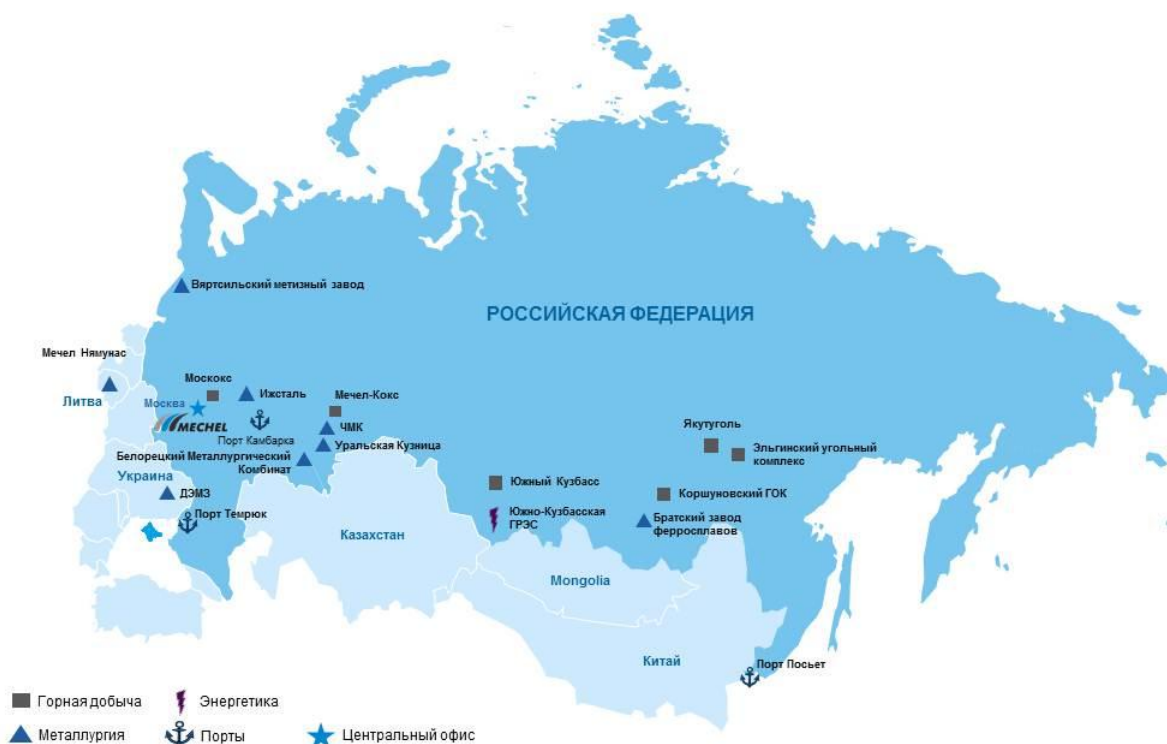 Вяртсильский метизный завод
РОССИЙСКАЯ ФЕДЕРАЦИЯ
Мечел Нямунас
Литва
Москокс
Ижсталь
Москва
MECHEL
Мечел-Кокс
Порт Камбарка
ЧМК
Уральская Кузница
Белорецкий Металлургический
Комбинат
Украина
ДЭМЗ
Порт Темрюк
Казахстан
Якутуголь
Эльгинский угольный
комплекс
Южный Кузбасс
Коршуновский ГОК
Южно-Кузбасская
ГРЭС
Братский завод
ферросплавов
Mongolia
Китай
Порт Посьет
Горная добыча
Энергетика
Металлургия
Порты
Центральный офис